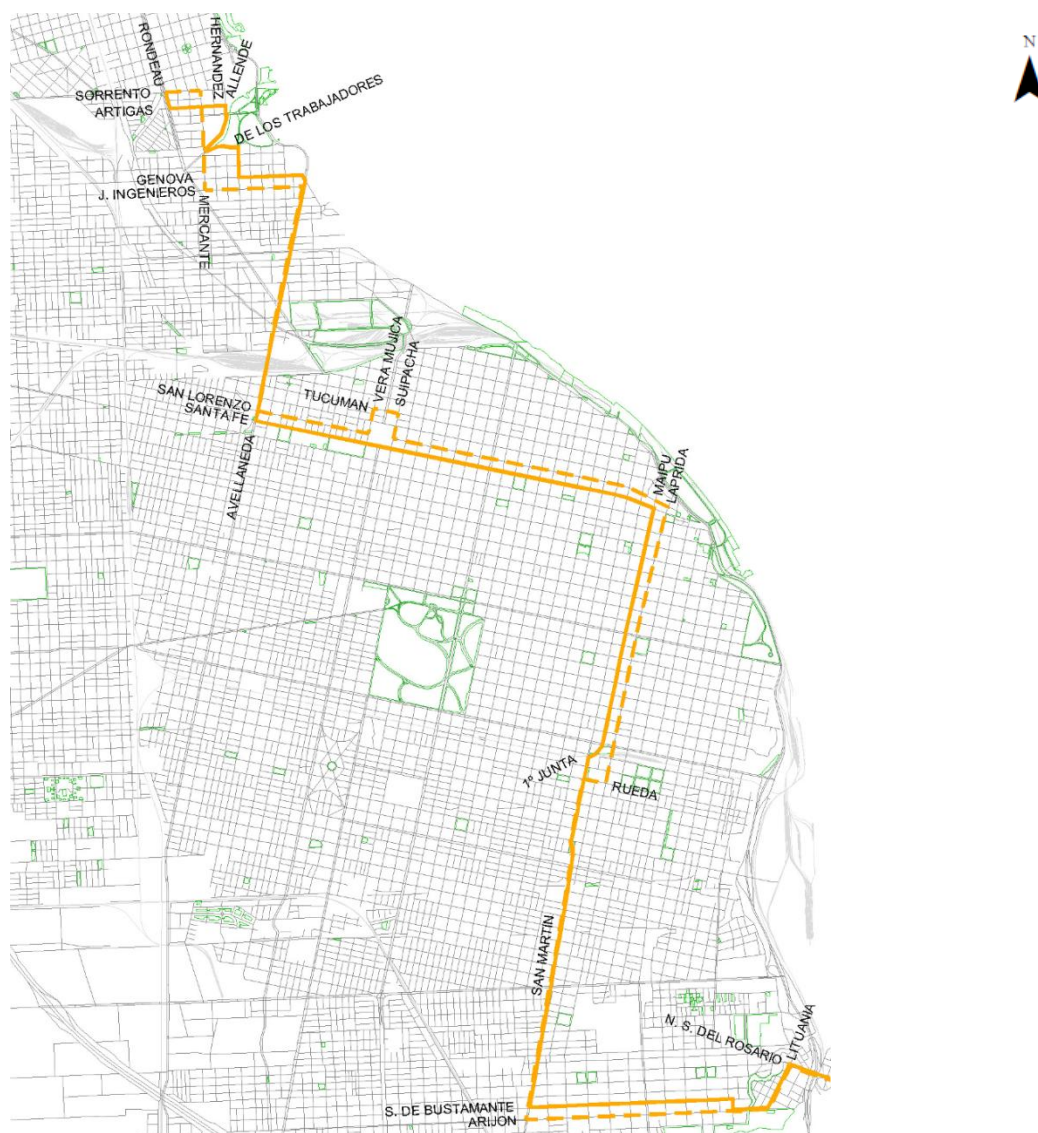 N
RONDEAU
HERNANDEZ
ALLENDE
SORRENTO
ARTIGAS
DE LOS TRABAJADORES
GENOVA
J. INGENIEROS
MERCANTE
VERA MUJICA
SUIPACHA
TUCUMAN
SAN LORENZO
SANTA FE
AVELLANEDA
MAIPU
LAPRIDA
1º JUNTA
RUEDA
SAN MARTIN
N. S. DEL ROSARIO
LITUANIA
S. DE BUSTAMANTE
ARIJON